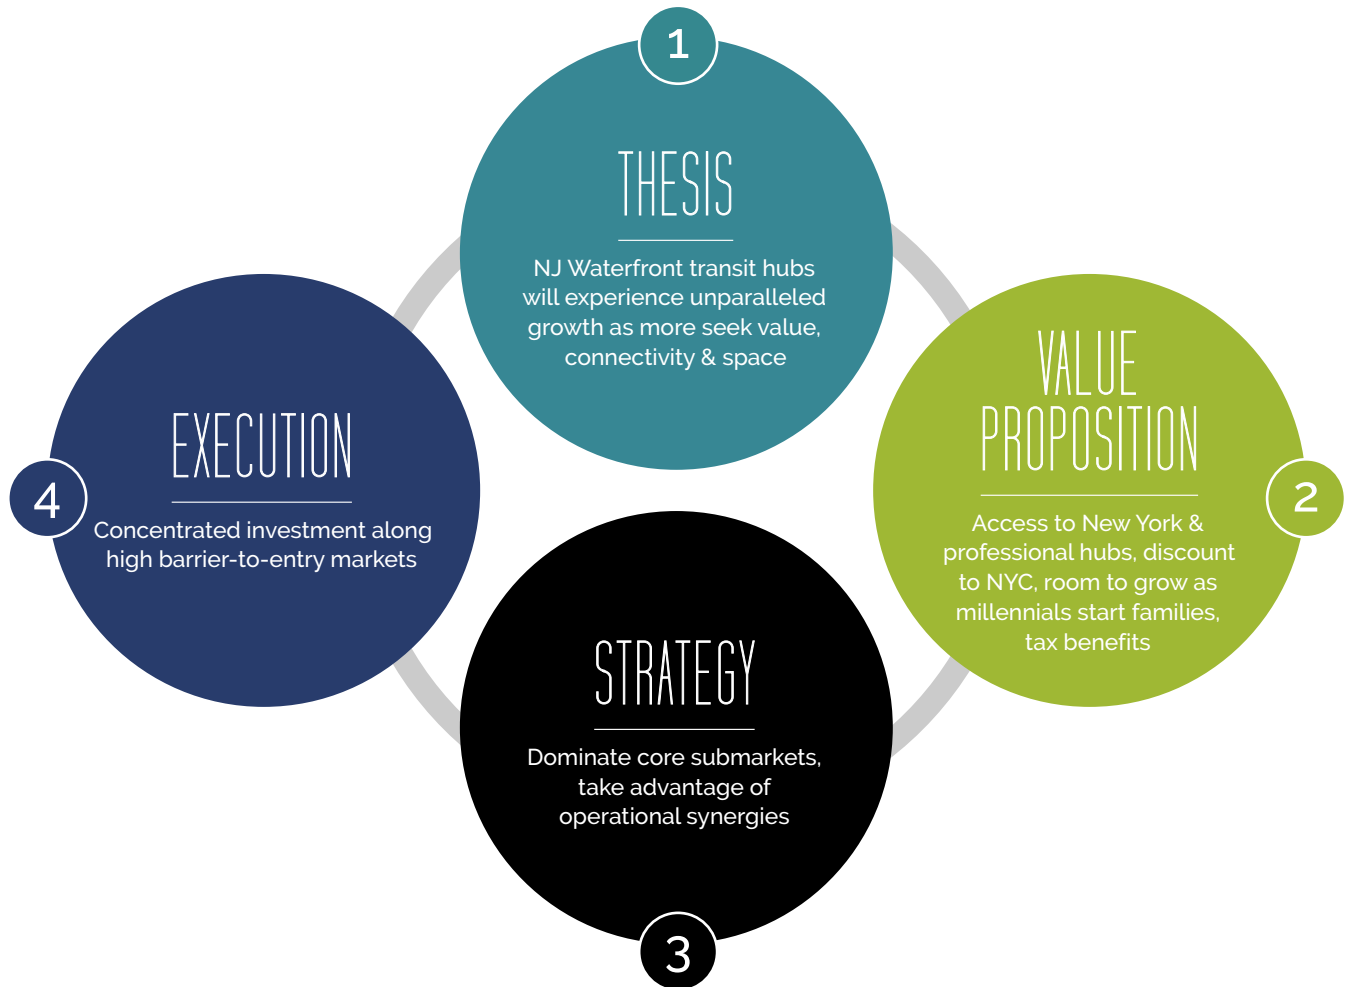 1
THESIS
NJ Waterfront transit hubs
will experience unparalleled
growth as more seek value,
connectivity & space
2
VALUE
PROPOSITION
Access to New York &
professional hubs, discount
to NYC, room to grow as
millennials start families,
tax benefits
3
STRATEGY
Dominate core submarkets,
take advantage of
operational synergies
4
EXECUTION
Concentrated investment along
high barrier-to-entry markets